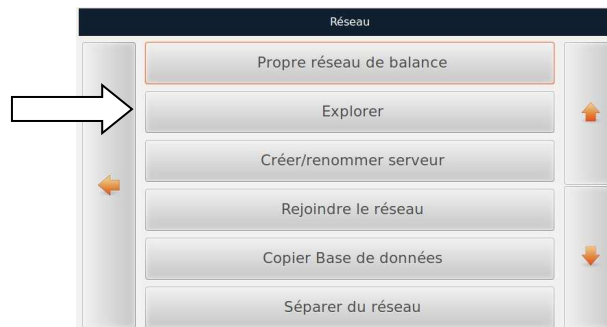 Réseau
Propre réseau de balance
Explorer
Créer/renommer serveur
Rejoindre le réseau
Copier Base de données
Séparer du réseau